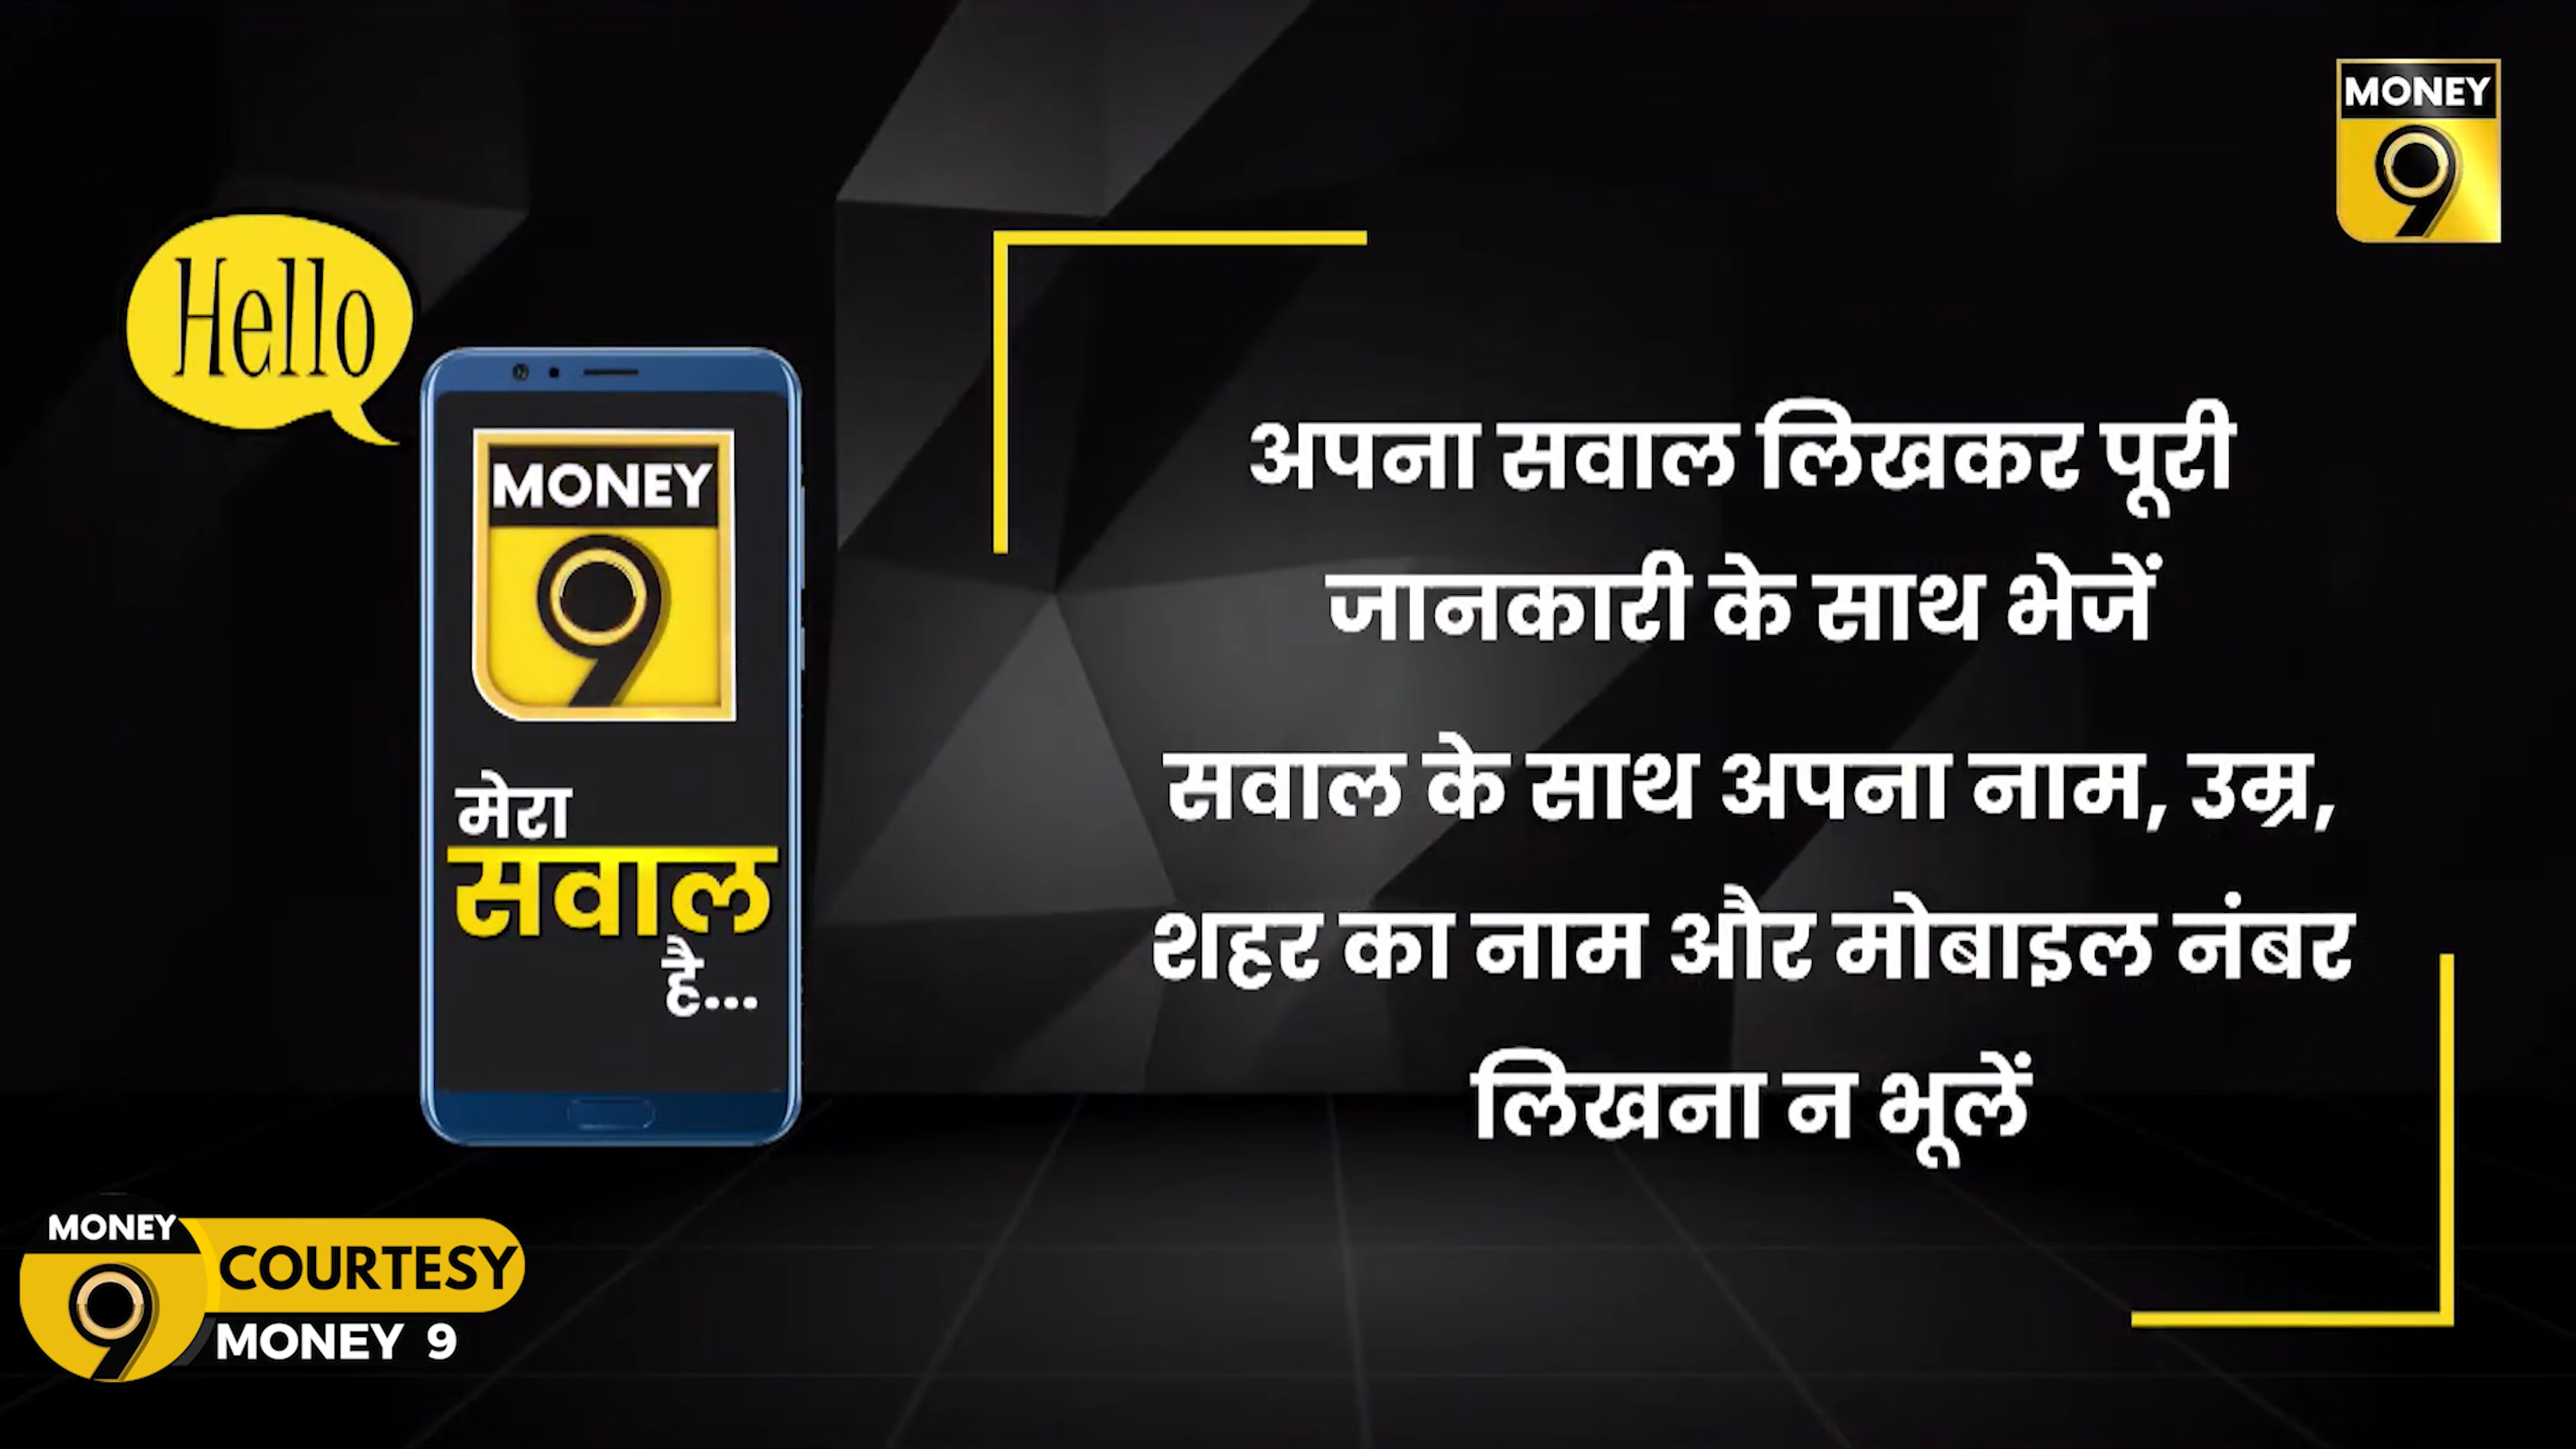 MONEY
9
Hello
MONEY
9
मेरा
सवाल
है...
अपना सवाल लिखकर पूरी
जानकारी के साथ भेजें
सवाल के साथ अपना नाम, उम्र,
शहर का नाम और मोबाइल नंबर
लिखना न भूलें
MONEY
9
COURTESY
MONEY 9